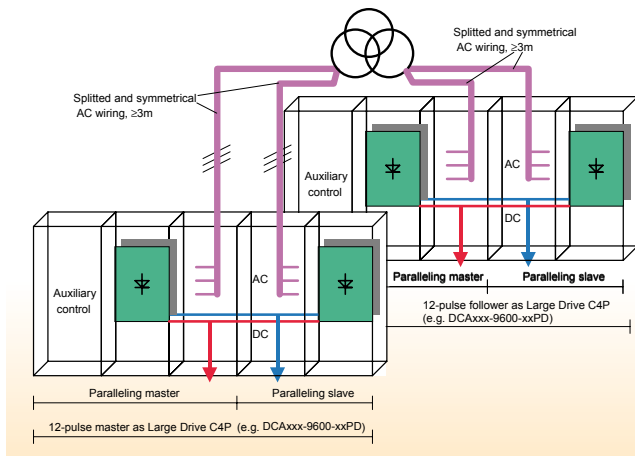 Splitted and symmetrical
AC wiring, ≥3m
Splitted and symmetrical
AC wiring, ≥3m
Auxiliary
control
AC
DC
Paralleling master
Paralleling slave
12-pulse follower as Large Drive C4P
(e.g. DCAxxx-9600-xxPD)
Auxiliary
control
AC
DC
Paralleling master
Paralleling slave
12-pulse master as Large Drive C4P (e.g. DCAxxx-9600-xxPD)